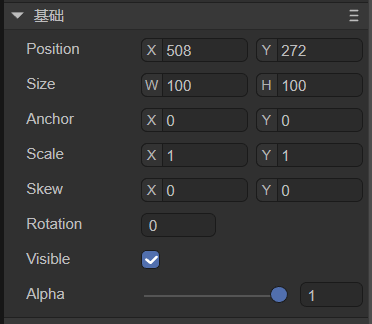 基础
Position X 508 Y 272
Size W 100 H 100
Anchor X 0 Y 0
Scale X 1 Y 1
Skew X 0 Y 0
Rotation 0
Visible
Alpha 1